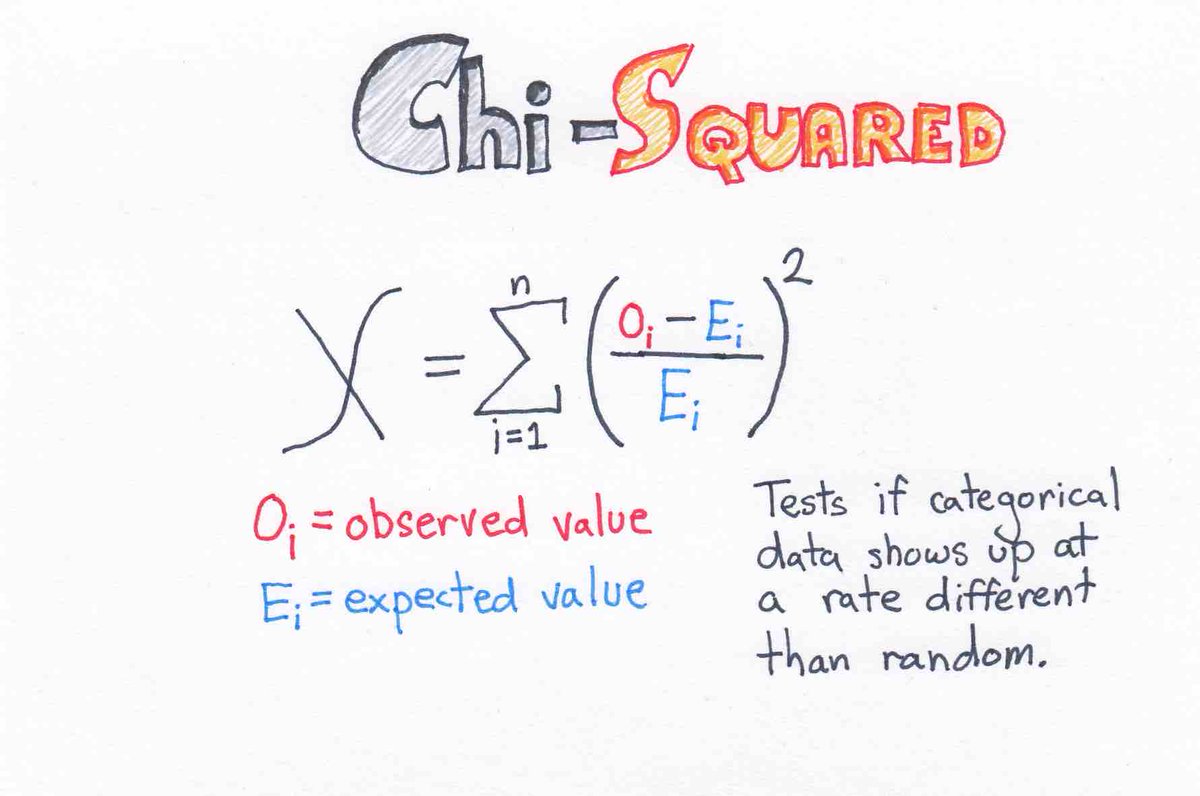 Chi-SQUARED
χ = \sum_{i=1}^{n} \left( \frac{O_i - E_i}{E_i} \right)^2
O_i = observed value
E_i = expected value
Tests if categorical
data shows up at
a rate different
than random.